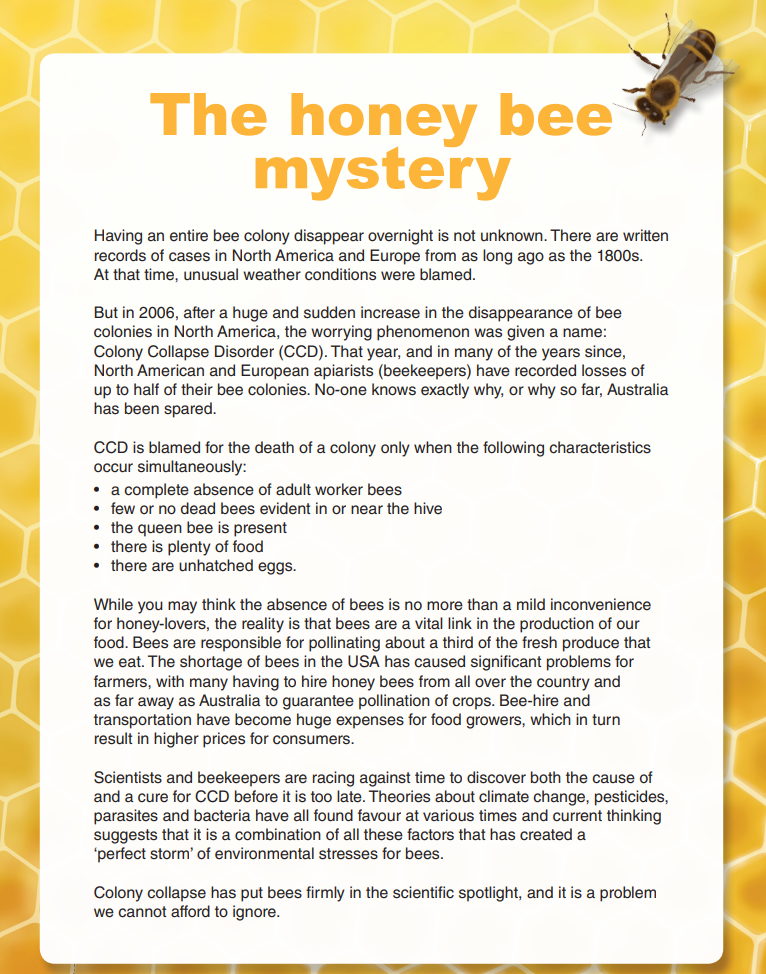 The honey bee
mystery
Having an entire bee colony disappear overnight is not unknown. There are written
records of cases in North America and Europe from as long ago as the 1800s.
At that time, unusual weather conditions were blamed.
But in 2006, after a huge and sudden increase in the disappearance of bee
colonies in North America, the worrying phenomenon was given a name:
Colony Collapse Disorder (CCD). That year, and in many of the years since,
North American and European apiarists (beekeepers) have recorded losses of
up to half of their bee colonies. No-one knows exactly why, or why so far, Australia
has been spared.
CCD is blamed for the death of a colony only when the following characteristics
occur simultaneously:
• a complete absence of adult worker bees
• few or no dead bees evident in or near the hive
• the queen bee is present
• there is plenty of food
• there are unhatched eggs.
While you may think the absence of bees is no more than a mild inconvenience
for honey-lovers, the reality is that bees are a vital link in the production of our
food. Bees are responsible for pollinating about a third of the fresh produce that
we eat. The shortage of bees in the USA has caused significant problems for
farmers, with many having to hire honey bees from all over the country and
as far away as Australia to guarantee pollination of crops. Bee-hire and
transportation have become huge expenses for food growers, which in turn
result in higher prices for consumers.
Scientists and beekeepers are racing against time to discover both the cause of
and a cure for CCD before it is too late. Theories about climate change, pesticides,
parasites and bacteria have all found favour at various times and current thinking
suggests that it is a combination of all these factors that has created a
‘perfect storm’ of environmental stresses for bees.
Colony collapse has put bees firmly in the scientific spotlight, and it is a problem
we cannot afford to ignore.